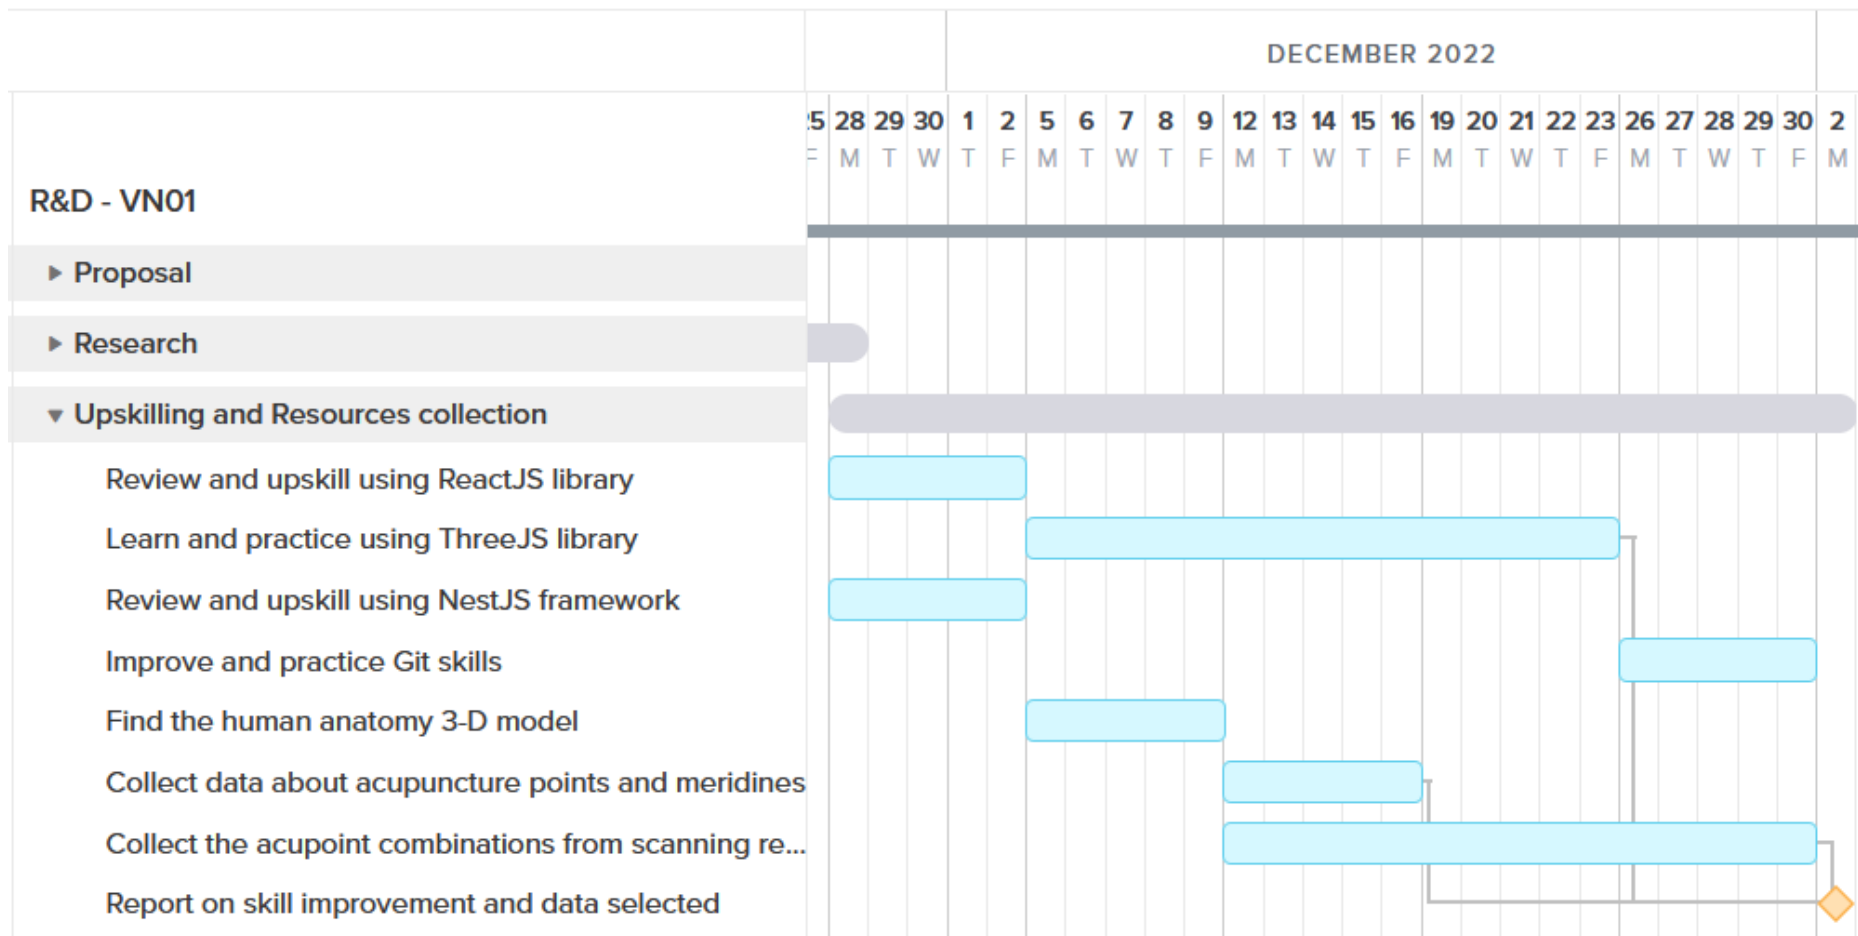 DECEMBER 2022
25 28 29 30 1 2 5 6 7 8 9 12 13 14 15 16 19 20 21 22 23 26 27 28 29 30 2
F M T W T F M T W T F M T W T F M T W T F M T W T F M
R&D - VN01
Proposal
Research
Upskilling and Resources collection
Review and upskill using ReactJS library
Learn and practice using ThreeJS library
Review and upskill using NestJS framework
Improve and practice Git skills
Find the human anatomy 3-D model
Collect data about acupuncture points and meridines
Collect the acupoint combinations from scanning re...
Report on skill improvement and data selected